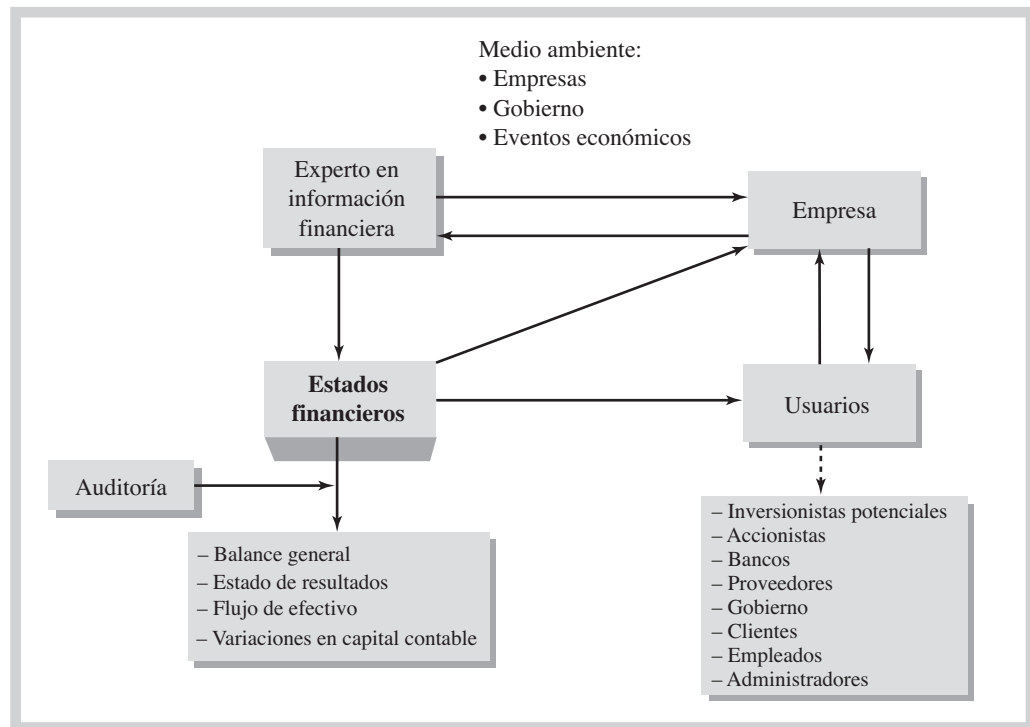 Medio ambiente:
• Empresas
• Gobierno
• Eventos económicos
Experto en
información
financiera
Empresa
Estados
financieros
Usuarios
Auditoría
– Balance general
– Estado de resultados
– Flujo de efectivo
– Variaciones en capital contable
– Inversionistas potenciales
– Accionistas
– Bancos
– Proveedores
– Gobierno
– Clientes
– Empleados
– Administradores